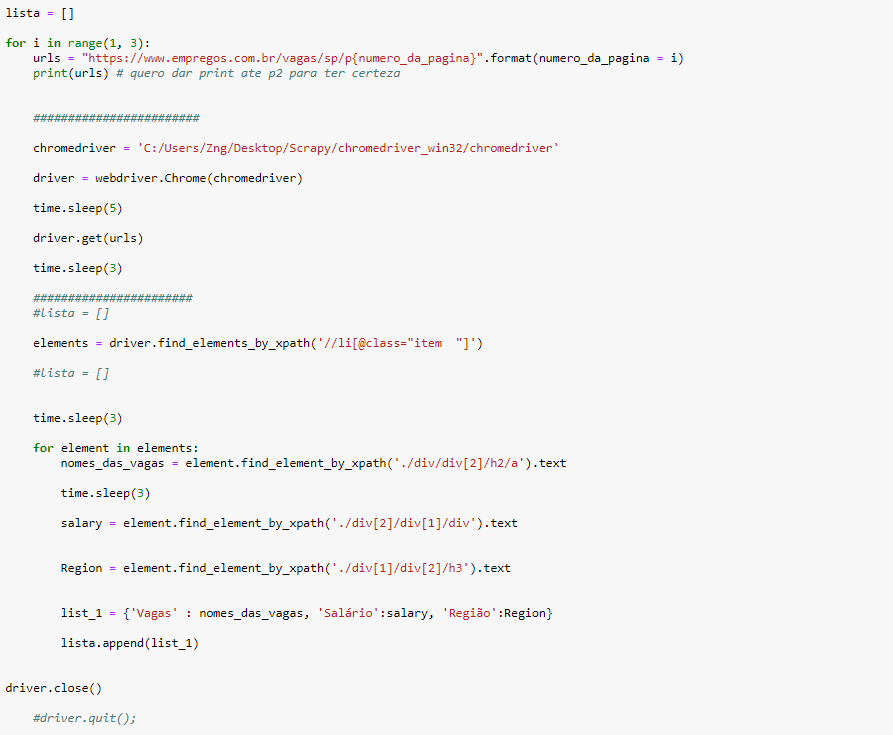 lista = []
for i in range(1, 3):
    urls = "https://www.empregos.com.br/vagas/sp/p{numero_da_pagina}".format(numero_da_pagina = i)
    print(urls) # quero dar print ate p2 para ter certeza
    ########################
    chromedriver = 'C:/Users/Zng/Desktop/Scrapy/chromedriver_win32/chromedriver'
    driver = webdriver.Chrome(chromedriver)
    time.sleep(5)
    driver.get(urls)
    time.sleep(3)
    #######################
    #lista = []
    elements = driver.find_elements_by_xpath('//li[@class="item  "]')
    #lista = []
    time.sleep(3)
    for element in elements:
        nomes_das_vagas = element.find_element_by_xpath('./div/div[2]/h2/a').text
        time.sleep(3)
        salary = element.find_element_by_xpath('./div[2]/div[1]/div').text
        Region = element.find_element_by_xpath('./div[1]/div[2]/h3').text
        list_1 = {'Vagas' : nomes_das_vagas, 'Salário':salary, 'Região':Region}
        lista.append(list_1)
driver.close()
    #driver.quit();